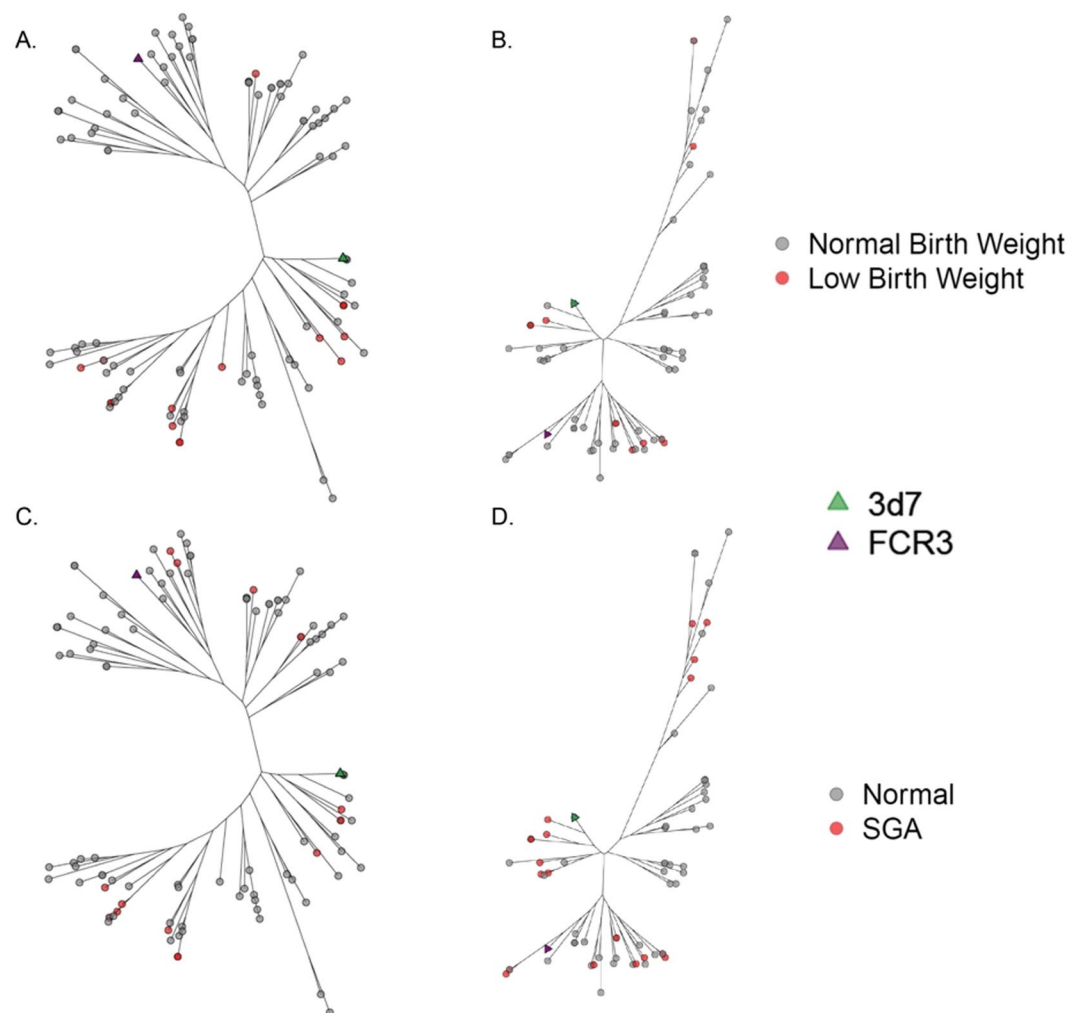 A.
B.
Normal Birth Weight
Low Birth Weight
3d7
FCR3
C.
D.
Normal
SGA